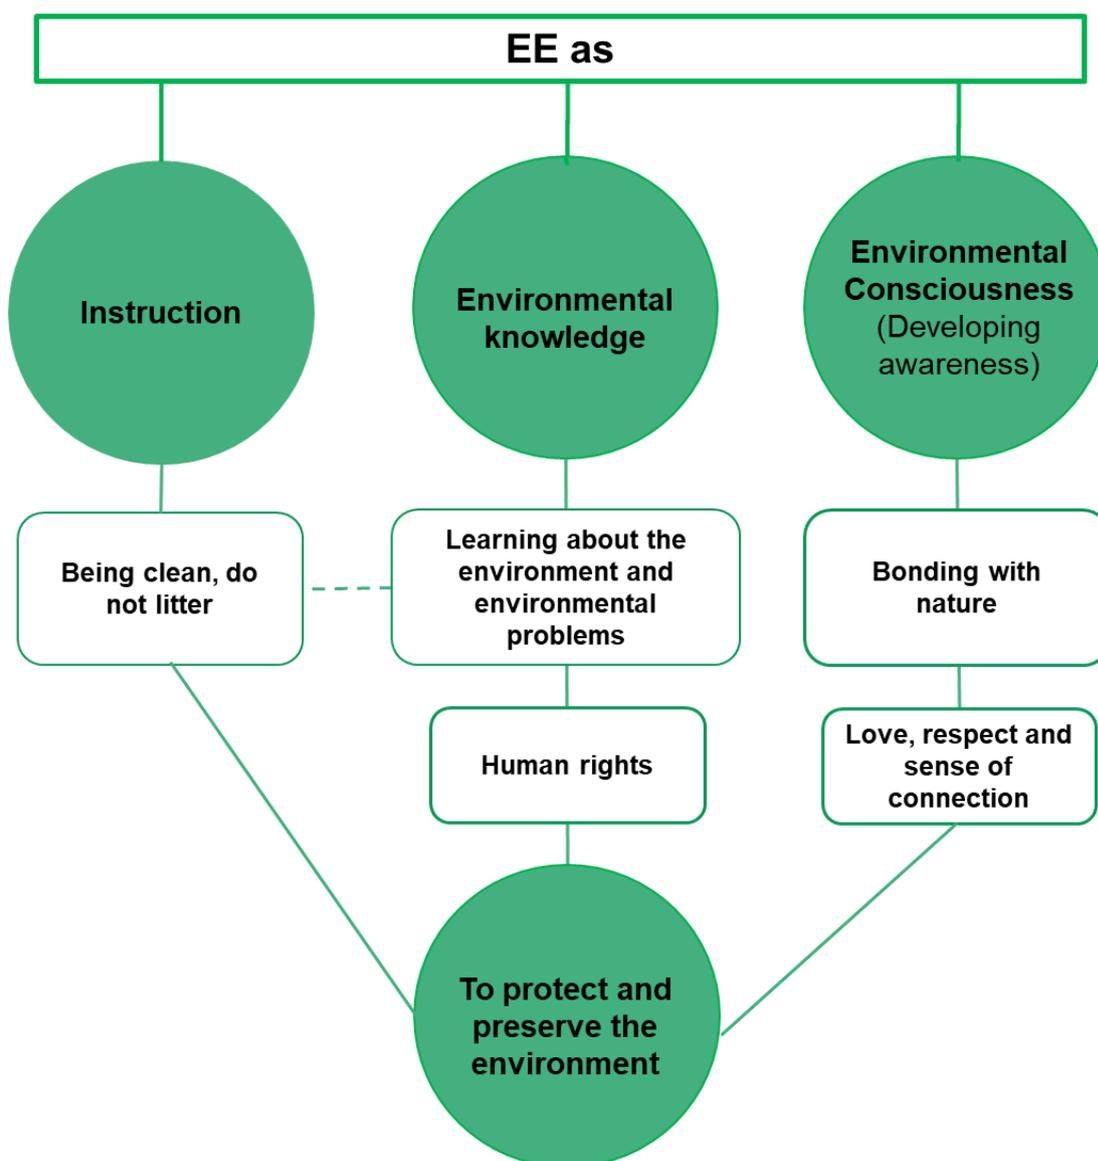 EE as
Instruction
Environmental
knowledge
Environmental
Consciousness
(Developing
awareness)
Being clean, do
not litter
Learning about the
environment and
environmental
problems
Bonding with
nature
Human rights
Love, respect and
sense of
connection
To protect and
preserve the
environment